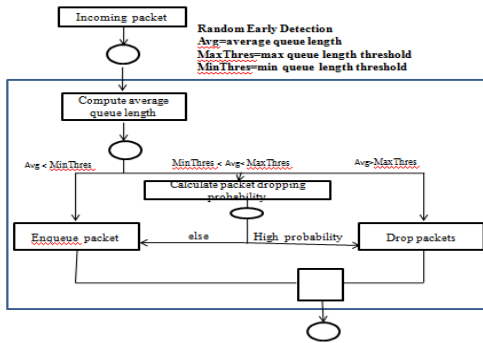 Incoming packet
Random Early Detection
Avg=average queue length
MaxThres=max queue length threshold
MinThres=min queue length threshold
Compute average
queue length
Avg < MinThres
MinThres < Avg<MaxThres
Avg>MaxThres
Calculate packet dropping
probability
Enqueue packet
else
High probability
Drop packets